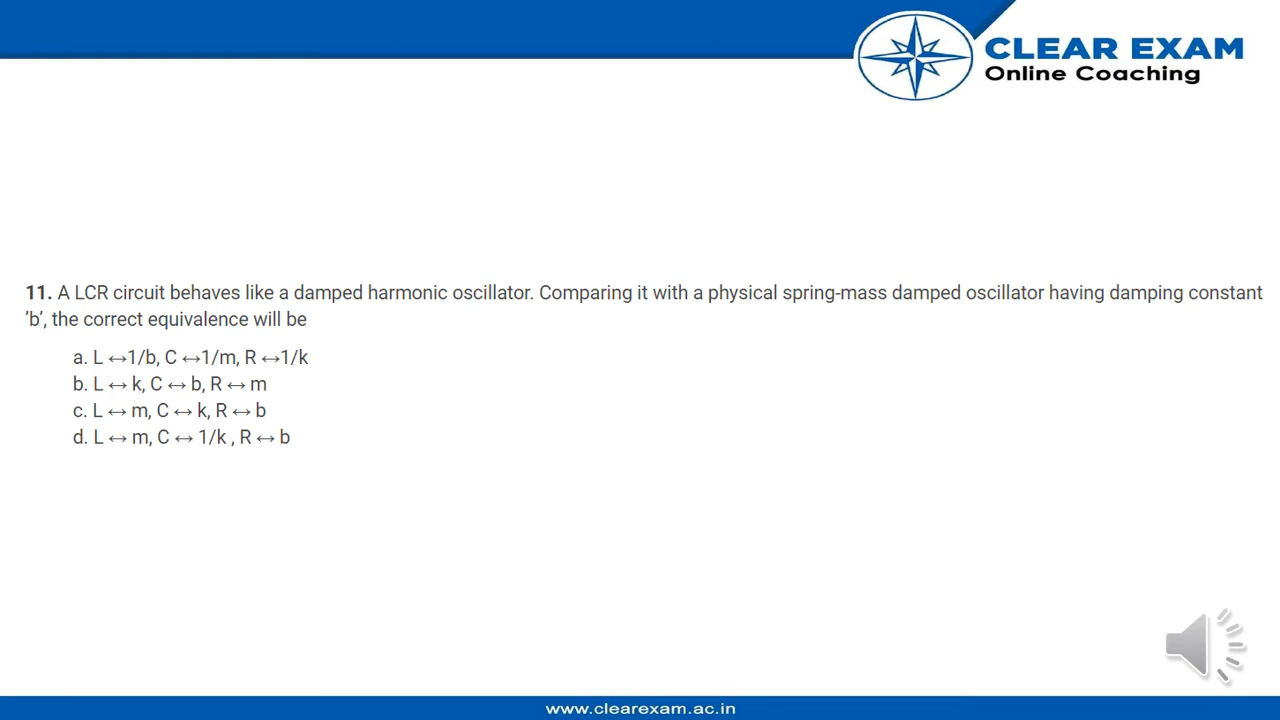 CLEAR EXAM
Online Coaching
11. A LCR circuit behaves like a damped harmonic oscillator. Comparing it with a physical spring-mass damped oscillator having damping constant
'b', the correct equivalence will be
a. L ↔1/b, C ↔1/m, R ↔1/k
b. L ↔ k, C ↔ b, R ↔ m
c. L ↔ m, C ↔ k, R ↔ b
d. L ↔ m, C ↔ 1/k , R ↔ b
www.clearexam.ac.in